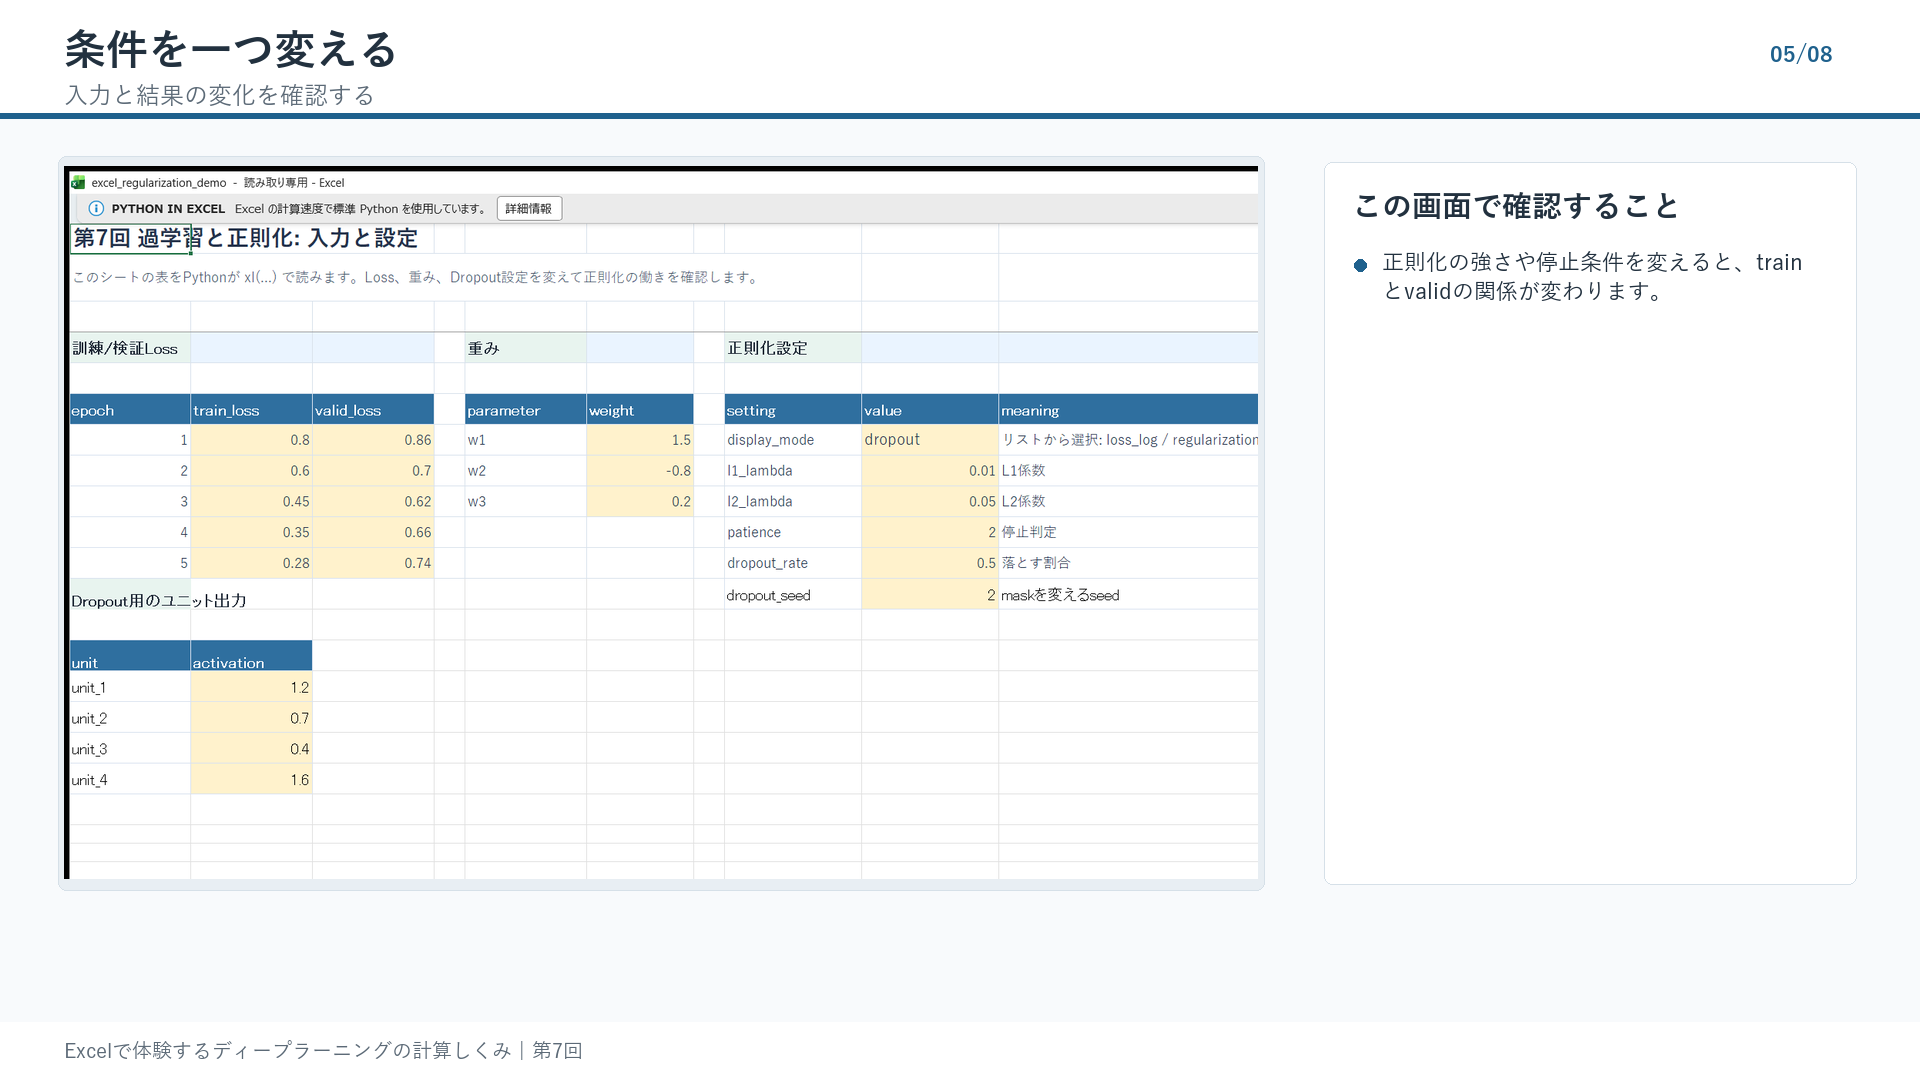 条件を一つ変える
05/08
入力と結果の変化を確認する
excel_regularization_demo - 読み取り専用 - Excel
PYTHON IN EXCEL Excel の計算速度で標準 Python を使用しています。 詳細情報
第7回 過学習と正則化: 入力と設定
このシートの表をPythonが xl(...) で読みます。Loss、重み、Dropout設定を変えて正則化の働きを確認します。
訓練/検証Loss 重み 正則化設定
epoch train_loss valid_loss parameter weight setting value meaning
1 0.8 0.86 w1 1.5 display_mode dropout リストから選択: loss_log / regularization
2 0.6 0.7 w2 -0.8 l1_lambda 0.01 L1係数
3 0.45 0.62 w3 0.2 l2_lambda 0.05 L2係数
4 0.35 0.66 patience 2 停止判定
5 0.28 0.74 dropout_rate 0.5 落とす割合
Dropout用のユニット出力 dropout_seed 2 maskを変えるseed
unit activation
unit_1 1.2
unit_2 0.7
unit_3 0.4
unit_4 1.6
この画面で確認すること
正則化の強さや停止条件を変えると、train
とvalidの関係が変わります。
Excelで体験するディープラーニングの計算しくみ｜第7回